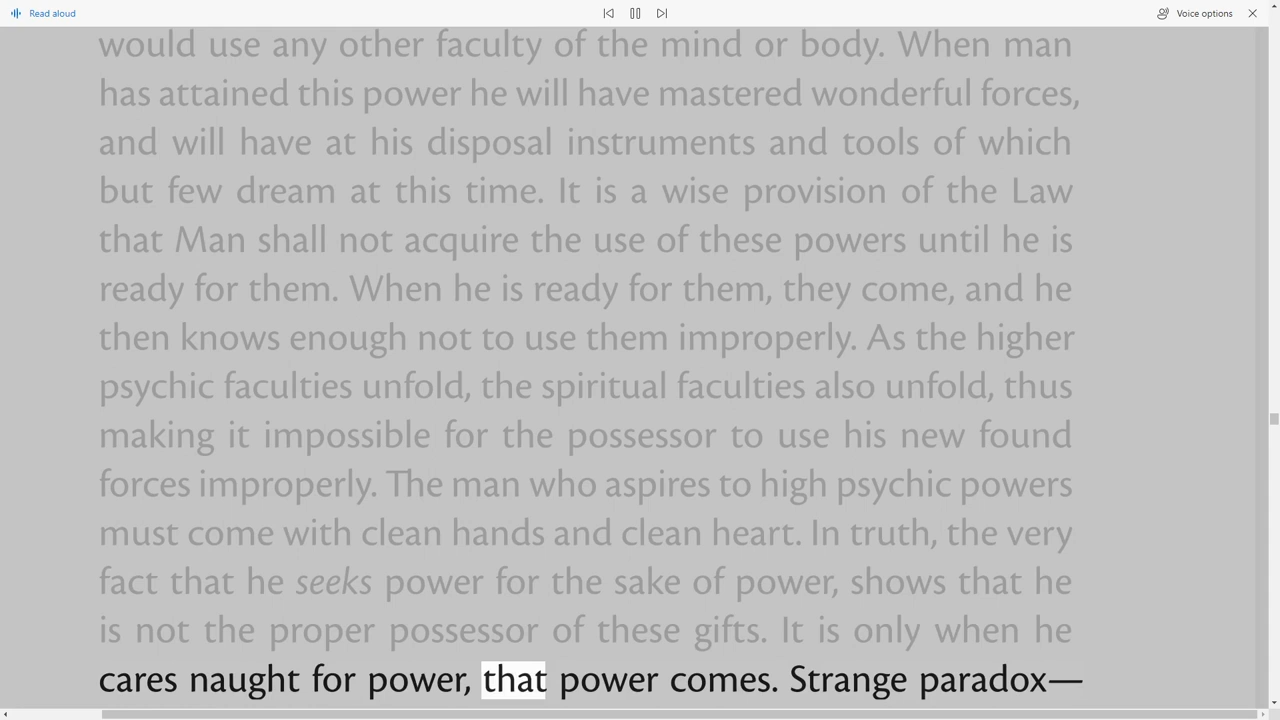 Read aloud
Voice options
would use any other faculty of the mind or body. When man
has attained this power he will have mastered wonderful forces,
and will have at his disposal instruments and tools of which
but few dream at this time. It is a wise provision of the Law
that Man shall not acquire the use of these powers until he is
ready for them. When he is ready for them, they come, and he
then knows enough not to use them improperly. As the higher
psychic faculties unfold, the spiritual faculties also unfold, thus
making it impossible for the possessor to use his new found
forces improperly. The man who aspires to high psychic powers
must come with clean hands and clean heart. In truth, the very
fact that he seeks power for the sake of power, shows that he
is not the proper possessor of these gifts. It is only when he
cares naught for power, that power comes. Strange paradox—